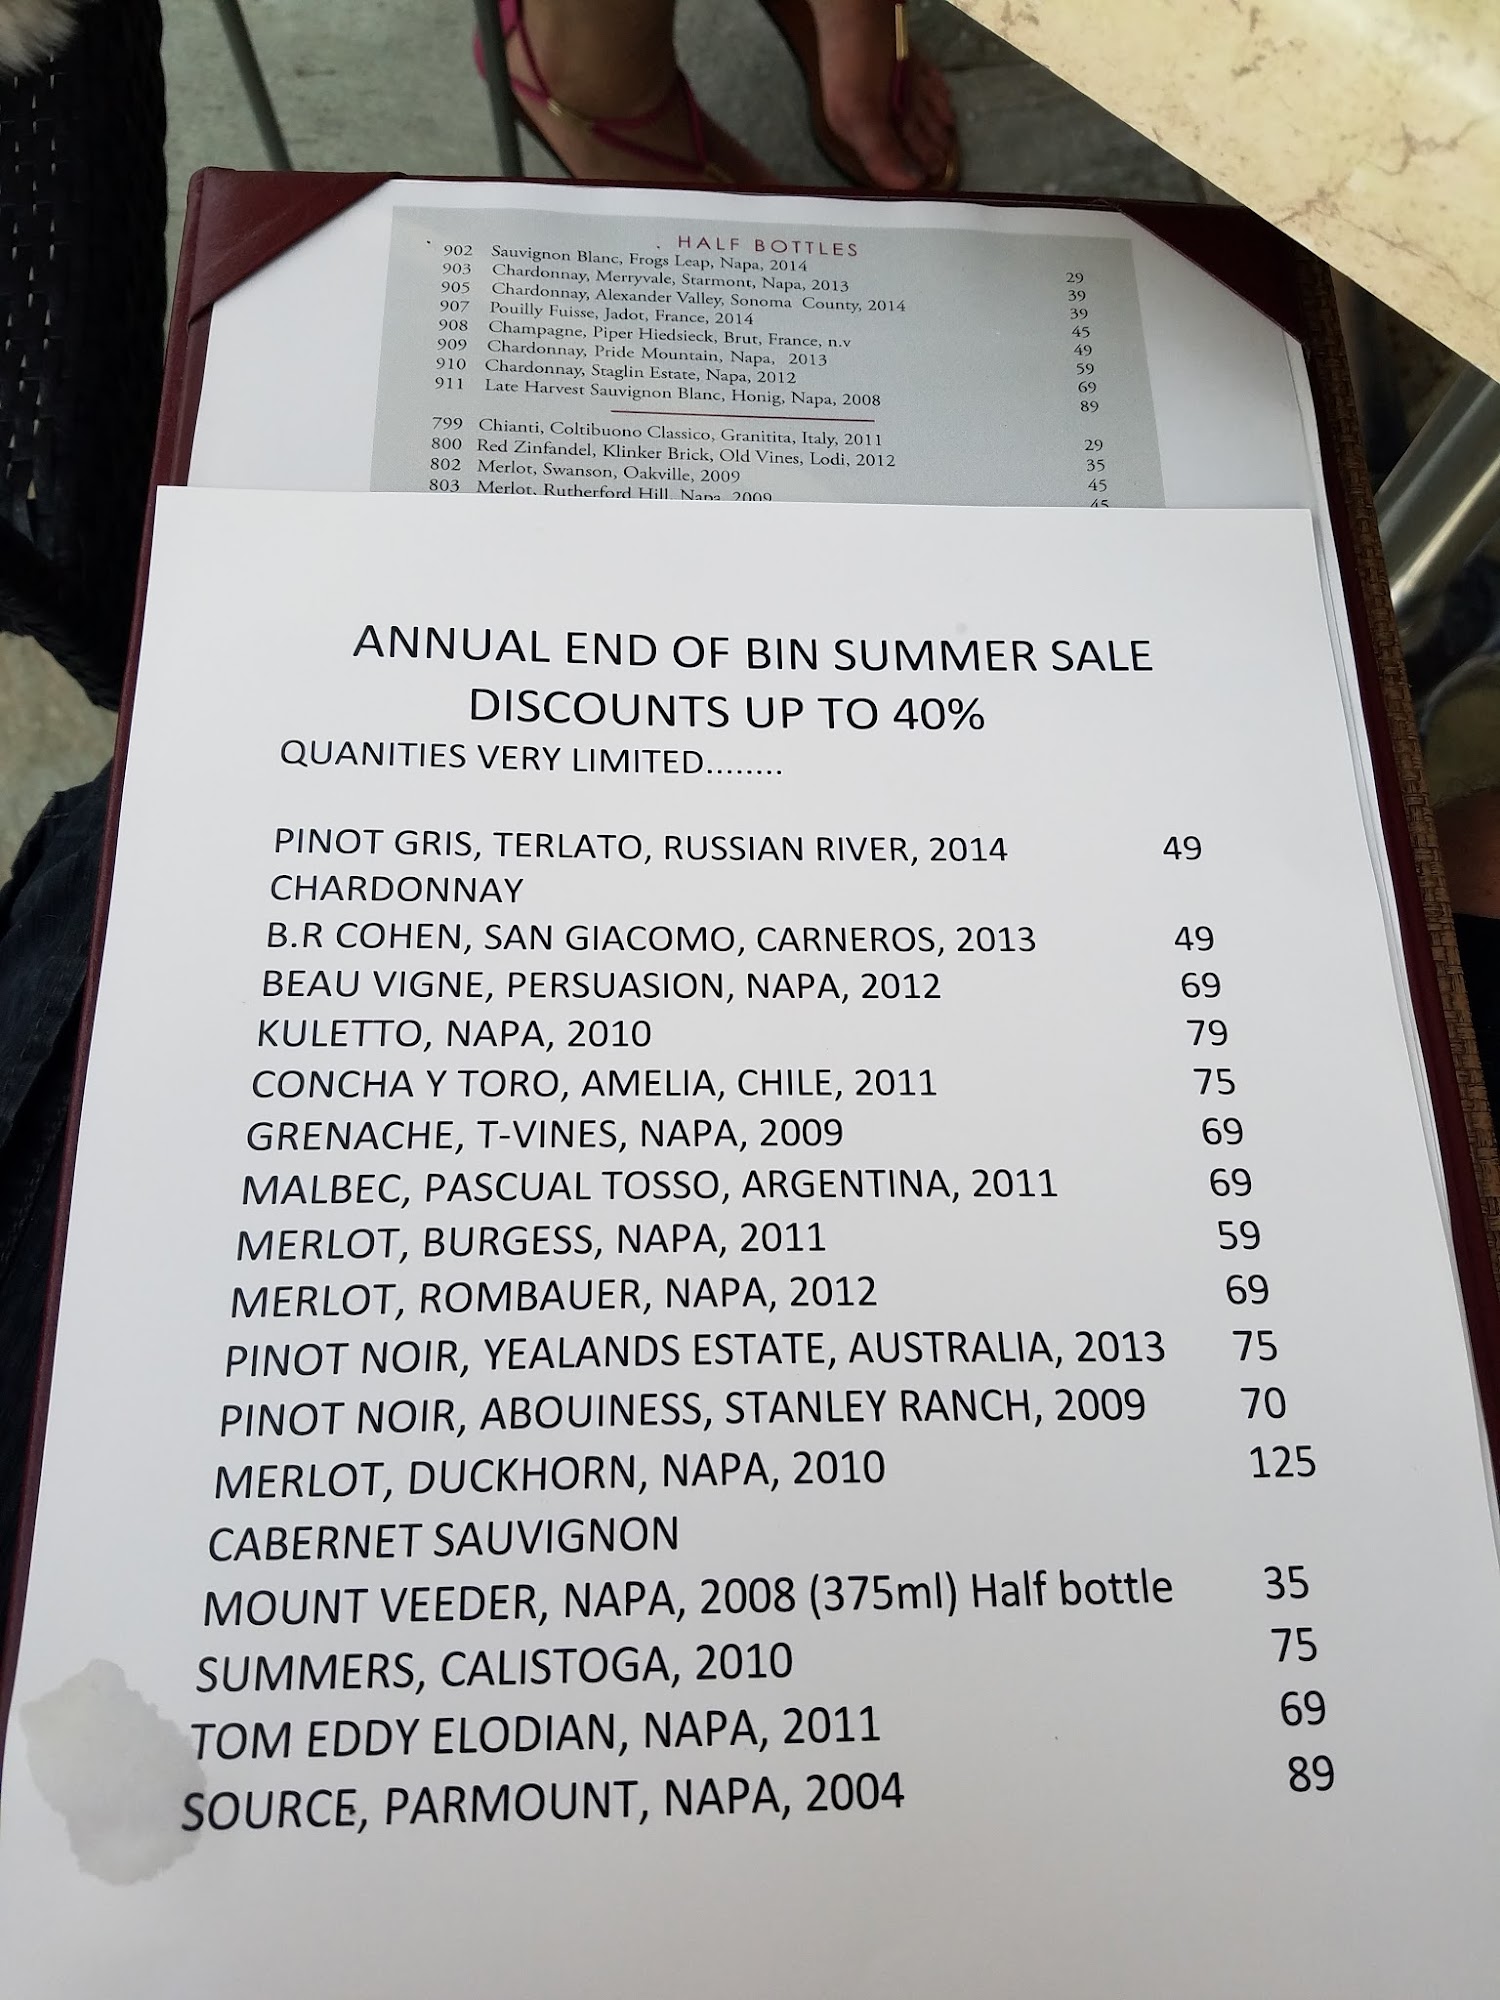 HALF BOTTLES
902 Sauvignon Blanc, Frogs Leap, Napa, 2014 29
903 Chardonnay, Merryvale, Starmont, Napa, 2013 39
905 Chardonnay, Alexander Valley, Sonoma County, 2014 39
907 Pouilly Fuisse, Jadot, France, 2014 45
908 Champagne, Piper Hiedsieck, Brut, France, n.v 49
909 Chardonnay, Pride Mountain, Napa, 2013 59
910 Chardonnay, Staglin Estate, Napa, 2012 69
911 Late Harvest Sauvignon Blanc, Honig, Napa, 2008 89
799 Chianti, Coltibuono Classico, Granitita, Italy, 2011 29
800 Red Zinfandel, Klinker Brick, Old Vines, Lodi, 2012 35
802 Merlot, Swanson, Oakville, 2009 45
803 Merlot, Rutherford Hill, Napa, 2009 45
ANNUAL END OF BIN SUMMER SALE
DISCOUNTS UP TO 40%
QUANITIES VERY LIMITED........
PINOT GRIS, TERLATO, RUSSIAN RIVER, 2014 49
CHARDONNAY
B.R COHEN, SAN GIACOMO, CARNEROS, 2013 49
BEAU VIGNE, PERSUASION, NAPA, 2012 69
KULETTO, NAPA, 2010 79
CONCHA Y TORO, AMELIA, CHILE, 2011 75
GRENACHE, T-VINES, NAPA, 2009 69
MALBEC, PASCUAL TOSSO, ARGENTINA, 2011 69
MERLOT, BURGESS, NAPA, 2011 59
MERLOT, ROMBAUER, NAPA, 2012 69
PINOT NOIR, YEALANDS ESTATE, AUSTRALIA, 2013 75
PINOT NOIR, ABOUINESS, STANLEY RANCH, 2009 70
MERLOT, DUCKHORN, NAPA, 2010 125
CABERNET SAUVIGNON
MOUNT VEEDER, NAPA, 2008 (375ml) Half bottle 35
SUMMERS, CALISTOGA, 2010 75
TOM EDDY ELODIAN, NAPA, 2011 69
SOURCE, PARMOUNT, NAPA, 2004 89